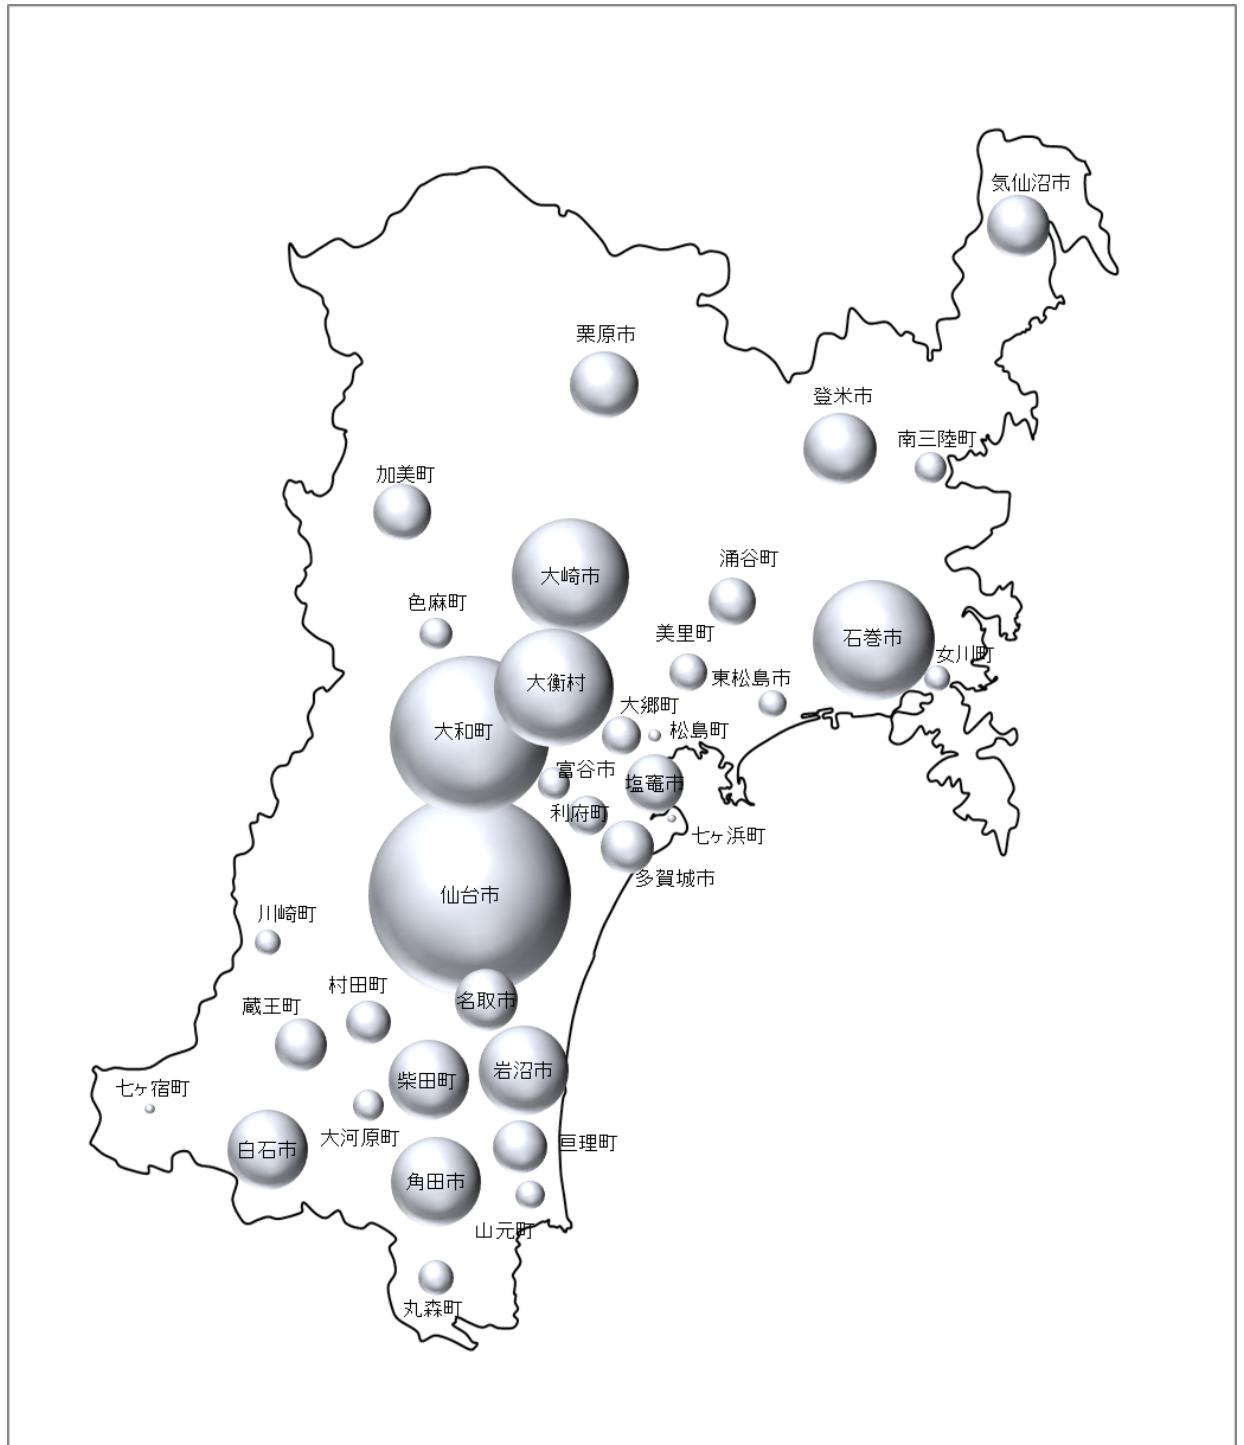 気仙沼市
栗原市
登米市
南三陸町
加美町
涌谷町
大崎市
色麻町
美里町
石巻市
女川町
東松島市
大衡村
大郷町
大和町
松島町
富谷市
塩竈市
利府町
七ヶ浜町
多賀城市
仙台市
川崎町
村田町
名取市
蔵王町
岩沼市
柴田町
七ヶ宿町
大河原町
亘理町
白石市
角田市
山元町
丸森町